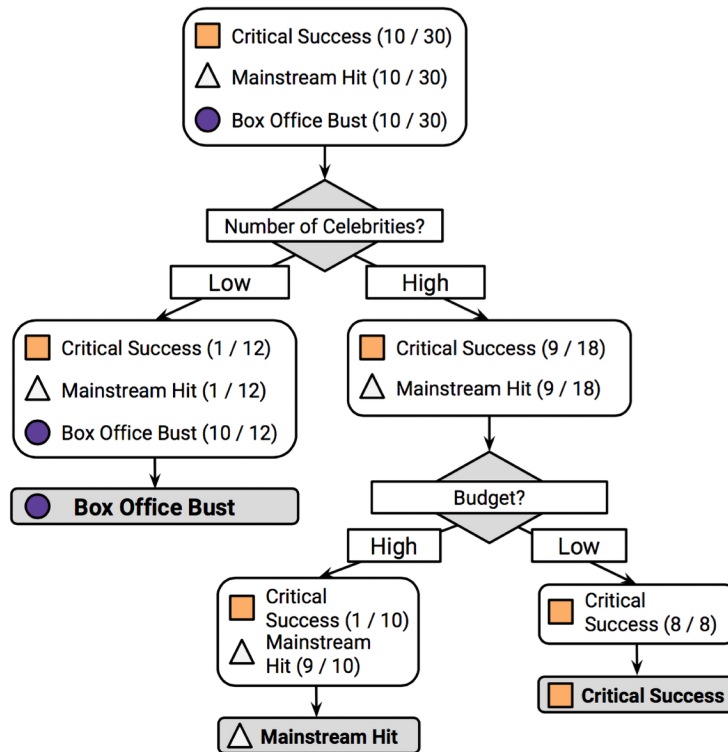 Critical Success (10 / 30)
Mainstream Hit (10 / 30)
Box Office Bust (10 / 30)
Number of Celebrities?
Low
High
Critical Success (1 / 12)
Mainstream Hit (1 / 12)
Box Office Bust (10 / 12)
Critical Success (9 / 18)
Mainstream Hit (9 / 18)
Box Office Bust
Budget?
High
Low
Critical
Success (1 / 10)
Mainstream
Hit (9 / 10)
Critical
Success (8 / 8)
Critical Success
Mainstream Hit